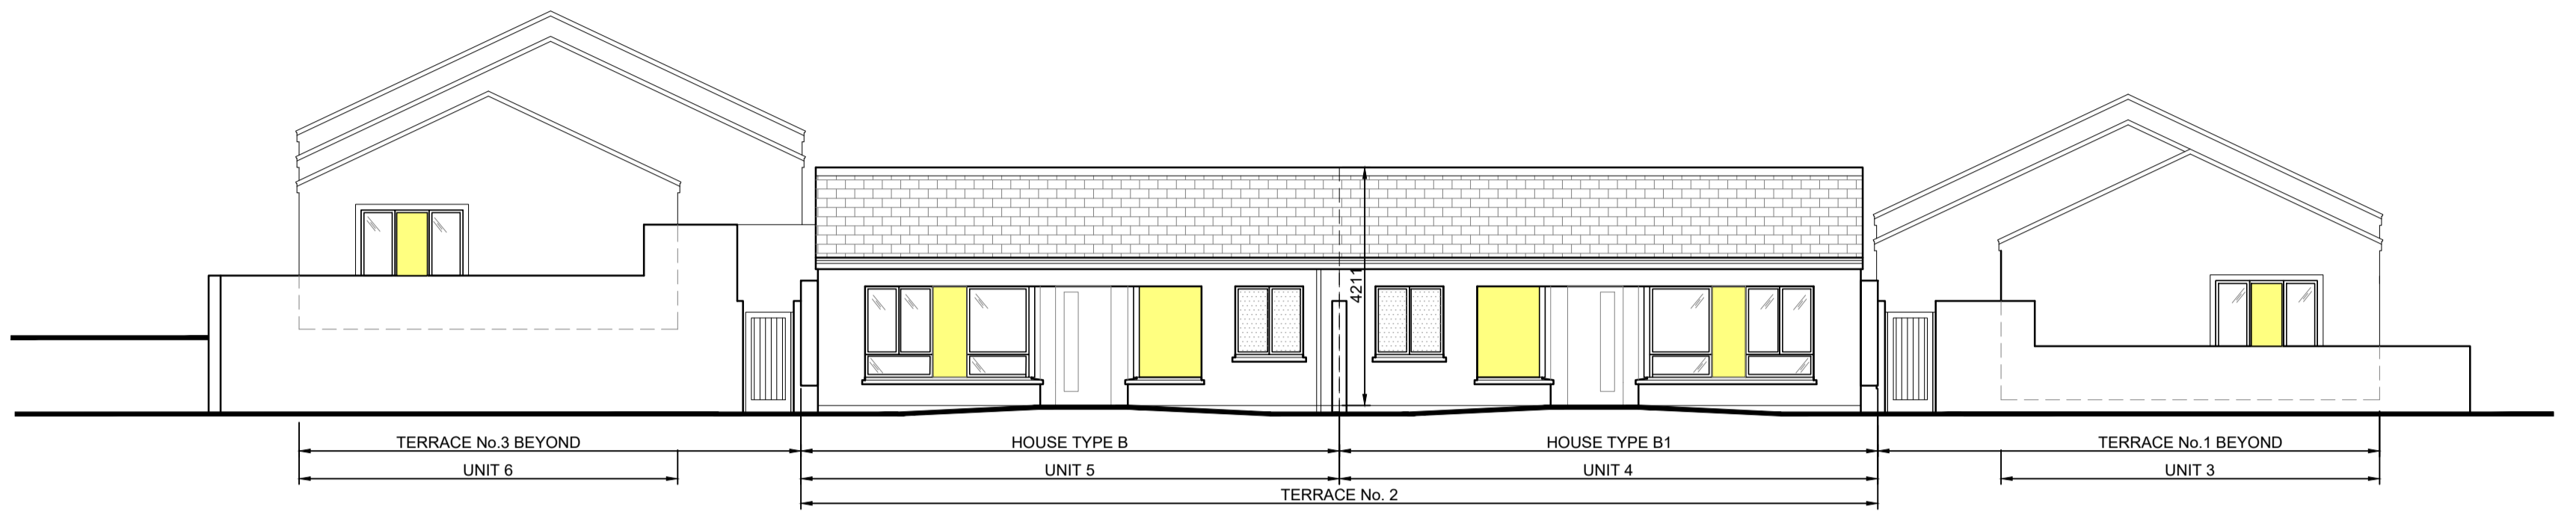 4211
TERRACE No.3 BEYOND
HOUSE TYPE B
HOUSE TYPE B1
TERRACE No.1 BEYOND
UNIT 6
UNIT 5
UNIT 4
UNIT 3
TERRACE No. 2